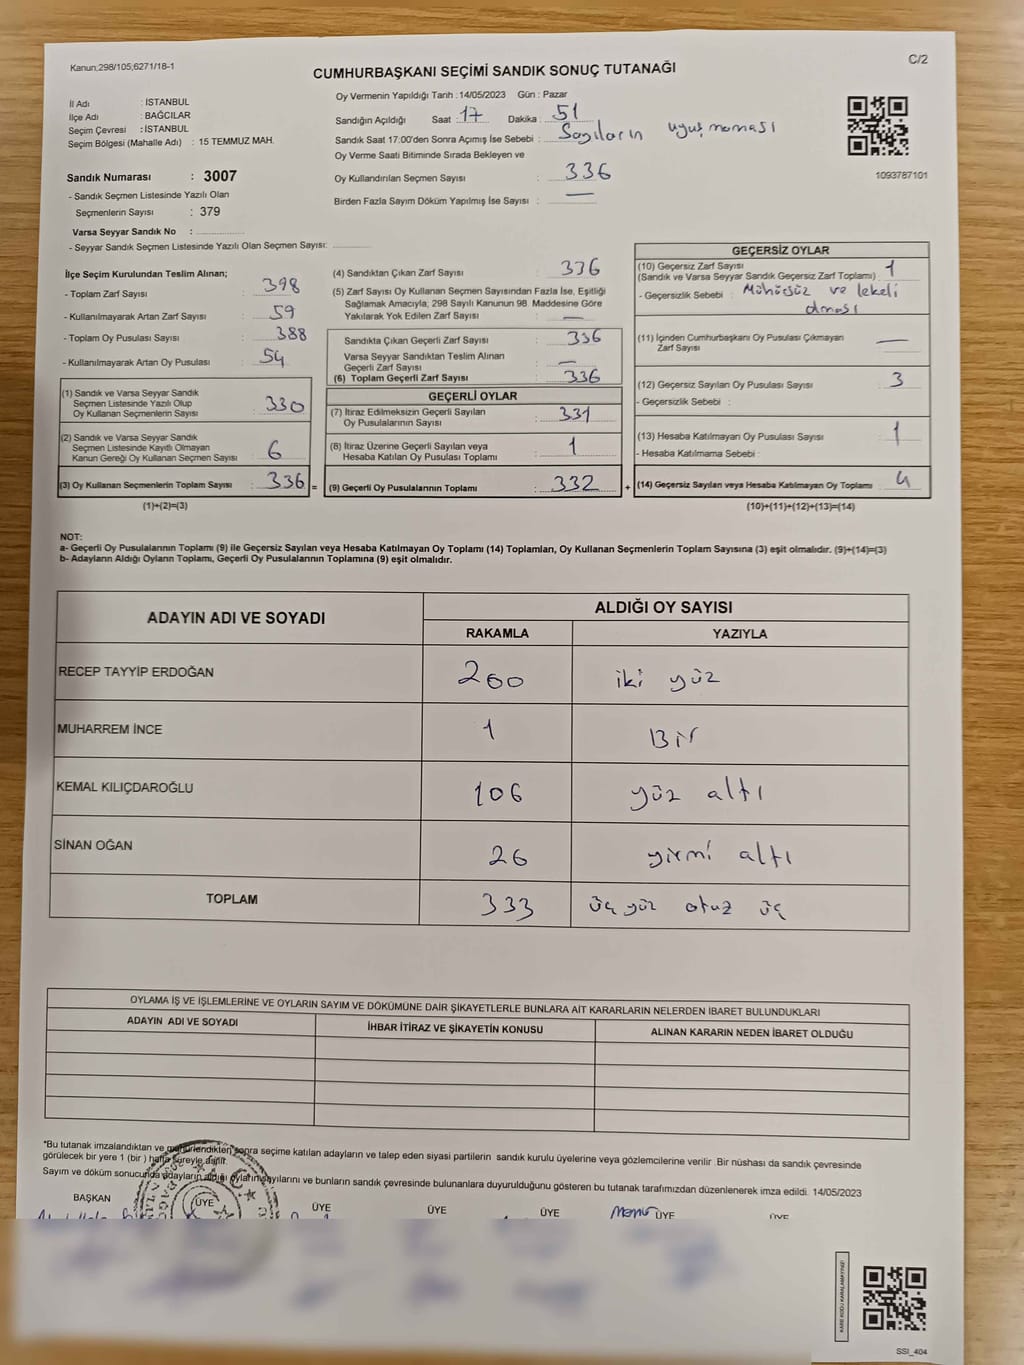 Kanun;298/105;6271/18-1
C/2
CUMHURBAŞKANI SEÇİMİ SANDIK SONUÇ TUTANAĞI
İl Adı : İSTANBUL
İlçe Adı : BAĞCILAR
Seçim Çevresi : İSTANBUL
Seçim Bölgesi (Mahalle Adı) : 15 TEMMUZ MAH.
Sandık Numarası : 3007
- Sandık Seçmen Listesinde Yazılı Olan
Seçmenlerin Sayısı : 379
Varsa Seyyar Sandık No :
- Seyyar Sandık Seçmen Listesinde Yazılı Olan Seçmen Sayısı:
Oy Vermenin Yapıldığı Tarih : 14/05/2023 Gün : Pazar
Sandığın Açıldığı Saat : 17 Dakika : 51
Sandık Saat 17:00'den Sonra Açımış İse Sebebi : Sayıların uyuşmaması
Oy Verme Saati Bitiminde Sırada Bekleyen ve
Oy Kullandırılan Seçmen Sayısı : 336
Birden Fazla Sayım Döküm Yapılmış İse Sayısı : —
1093787101
İlçe Seçim Kurulundan Teslim Alınan;
- Toplam Zarf Sayısı : 398
- Kullanılmayarak Artan Zarf Sayısı : 59
- Toplam Oy Pusulası Sayısı : 388
- Kullanılmayarak Artan Oy Pusulası : 54
(1) Sandık ve Varsa Seyyar Sandık
Seçmen Listesinde Yazılı Olup
Oy Kullanan Seçmenlerin Sayısı : 330
(2) Sandık ve Varsa Seyyar Sandık
Seçmen Listesinde Kayıtlı Olmayan
Kanun Gereği Oy Kullanan Seçmen Sayısı : 6
(3) Oy Kullanan Seçmenlerin Toplam Sayısı : 336 =
(1)+(2)=(3)
(4) Sandıktan Çıkan Zarf Sayısı : 336
(5) Zarf Sayısı Oy Kullanan Seçmen Sayısından Fazla İse, Eşitliği
Sağlamak Amacıyla; 298 Sayılı Kanunun 98. Maddesine Göre
Yakılarak Yok Edilen Zarf Sayısı : —
Sandıkta Çıkan Geçerli Zarf Sayısı : 336
Varsa Seyyar Sandıktan Teslim Alınan
Geçerli Zarf Sayısı : —
(6) Toplam Geçerli Zarf Sayısı : 336
GEÇERLİ OYLAR
(7) İtiraz Edilmeksizin Geçerli Sayılan
Oy Pusulalarının Sayısı : 331
(8) İtiraz Üzerine Geçerli Sayılan veya
Hesaba Katılan Oy Pusulası Toplamı : 1
(9) Geçerli Oy Pusulalarının Toplamı : 332 +
GEÇERSİZ OYLAR
(10) Geçersiz Zarf Sayısı
(Sandık ve Varsa Seyyar Sandık Geçersiz Zarf Toplamı) : 1
- Geçersizlik Sebebi : Mühürsüz ve lekeli
olması
(11) İçinden Cumhurbaşkanı Oy Pusulası Çıkmayan
Zarf Sayısı : —
(12) Geçersiz Sayılan Oy Pusulası Sayısı : 3
- Geçersizlik Sebebi :
(13) Hesaba Katılmayan Oy Pusulası Sayısı : 1
- Hesaba Katılmama Sebebi :
(14) Geçersiz Sayılan veya Hesaba Katılmayan Oy Toplamı : 4
(10)+(11)+(12)+(13)=(14)
NOT:
a- Geçerli Oy Pusulalarının Toplamı (9) ile Geçersiz Sayılan veya Hesaba Katılmayan Oy Toplamı (14) Toplamları, Oy Kullanan Seçmenlerin Toplam Sayısına (3) eşit olmalıdır. (9)+(14)=(3)
b- Adayların Aldığı Oyların Toplamı, Geçerli Oy Pusulalarının Toplamına (9) eşit olmalıdır.
ADAYIN ADI VE SOYADI ALDIĞI OY SAYISI
RAKAMLA YAZIYLA
RECEP TAYYİP ERDOĞAN 200 iki yüz
MUHARREM İNCE 1 Bir
KEMAL KILIÇDAROĞLU 106 yüz altı
SİNAN OĞAN 26 yirmi altı
TOPLAM 333 üç yüz otuz üç
OYLAMA İŞ VE İŞLEMLERİNE VE OYLARIN SAYIM VE DÖKÜMÜNE DAİR ŞİKAYETLERLE BUNLARA AİT KARARLARIN NELERDEN İBARET BULUNDUKLARI
ADAYIN ADI VE SOYADI İHBAR İTİRAZ VE ŞİKAYETİN KONUSU ALINAN KARARIN NEDEN İBARET OLDUĞU
*Bu tutanak imzalandıktan ve mühürlendikten sonra seçime katılan adayların ve talep eden siyasi partilerin sandık kurulu üyelerine veya gözlemcilerine verilir .Bir nüshası da sandık çevresinde
görülecek bir yere 1 (bir ) hafta süreyle asılır.
Sayım ve döküm sonucunda adayların aldığı oyların sayılarını ve bunların sandık çevresinde bulunanlara duyurulduğunu gösteren bu tutanak tarafımızdan düzenlenerek imza edildi. 14/05/2023
BAŞKAN ÜYE ÜYE ÜYE ÜYE ÜYE ÜYE
SSI_404